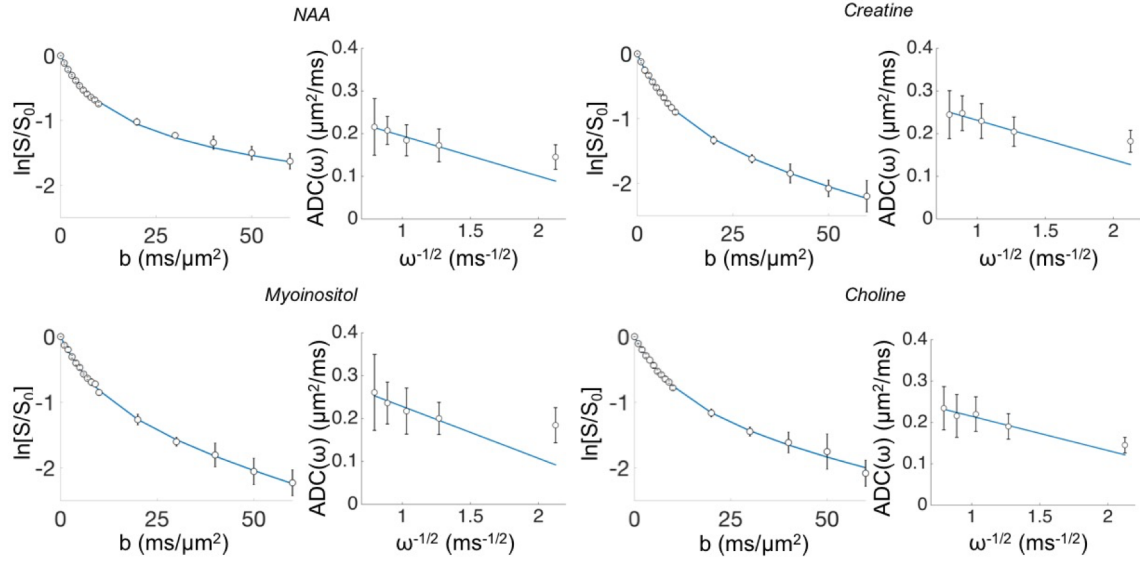 NAA
Creatine
ln[S/S0]
0
-1
-2
0
25
50
b (ms/μm²)
ADC(ω) (μm²/ms)
0.4
0.3
0.2
0.1
0
1
1.5
2
ω-1/2 (ms-1/2)
ln[S/S0]
0
-1
-2
0
25
50
b (ms/μm²)
ADC(ω) (μm²/ms)
0.4
0.3
0.2
0.1
0
1
1.5
2
ω-1/2 (ms-1/2)
Myoinositol
Choline
ln[S/S0]
0
-1
-2
0
25
50
b (ms/μm²)
ADC(ω) (μm²/ms)
0.4
0.3
0.2
0.1
0
1
1.5
2
ω-1/2 (ms-1/2)
ln[S/S0]
0
-1
-2
0
25
50
b (ms/μm²)
ADC(ω) (μm²/ms)
0.4
0.3
0.2
0.1
0
1
1.5
2
ω-1/2 (ms-1/2)